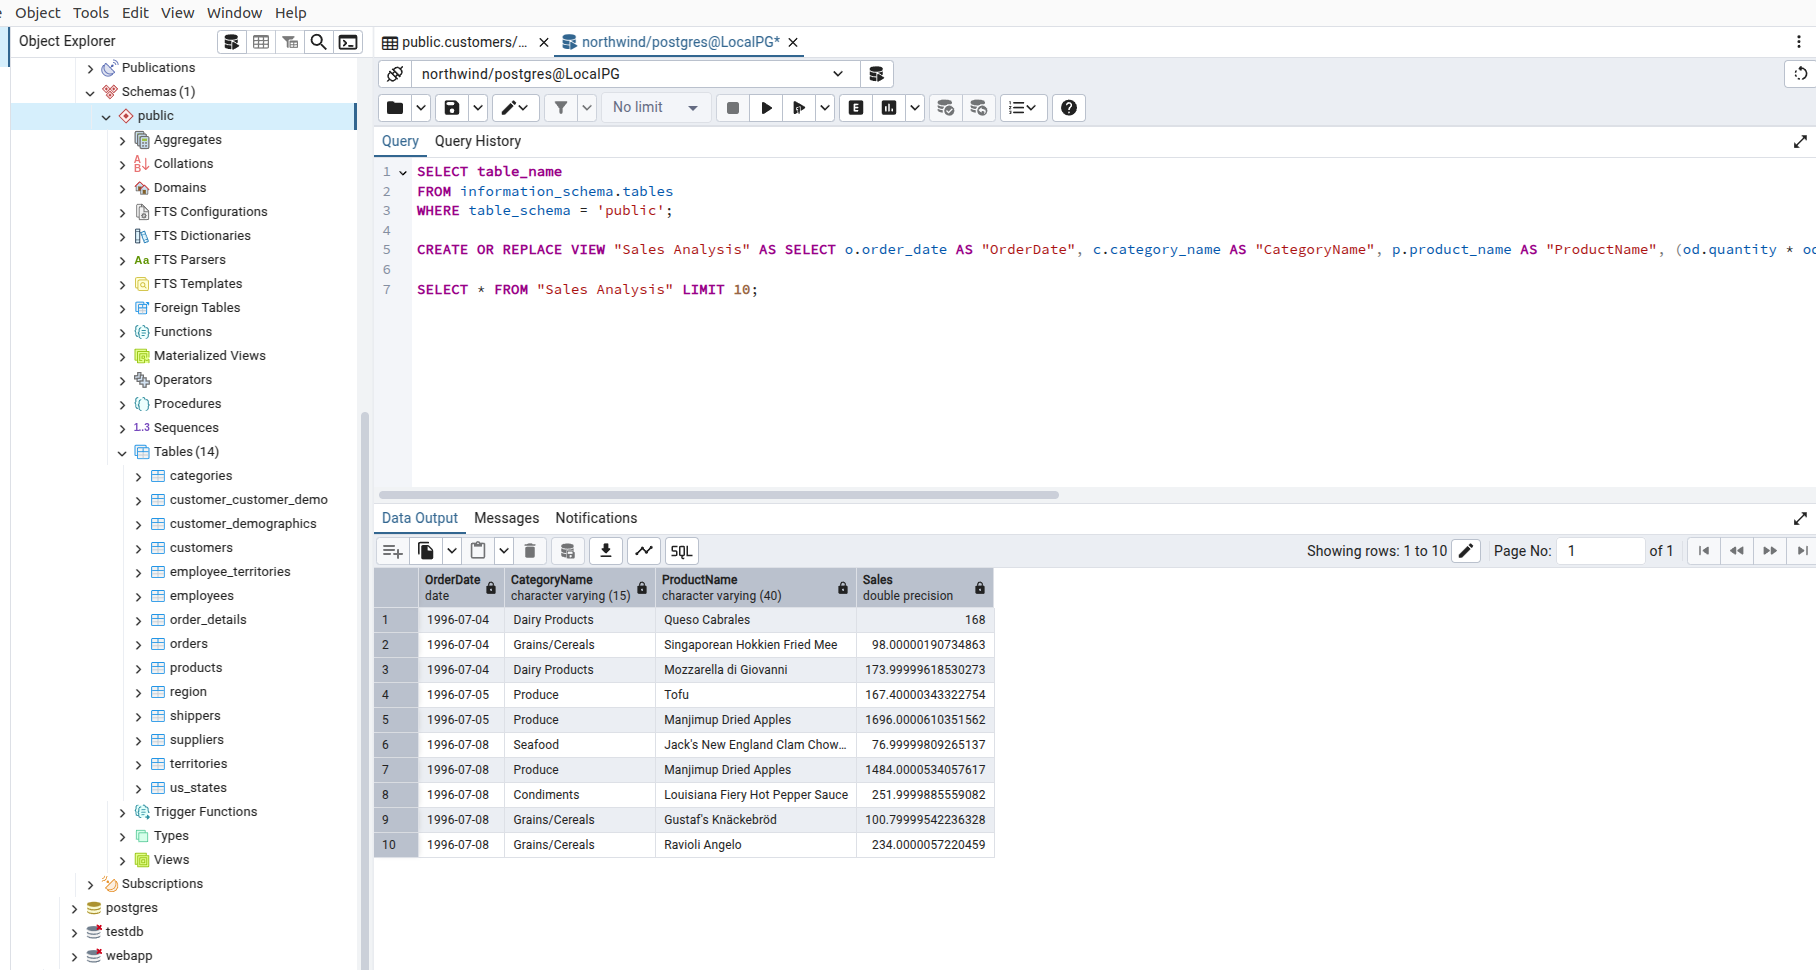 Object Tools Edit View Window Help
Object Explorer
Publications
Schemas (1)
public
Aggregates
Collations
Domains
FTS Configurations
FTS Dictionaries
Aa FTS Parsers
FTS Templates
Foreign Tables
Functions
Materialized Views
Operators
Procedures
1..3 Sequences
Tables (14)
categories
customer_customer_demo
customer_demographics
customers
employee_territories
employees
order_details
orders
products
region
shippers
suppliers
territories
us_states
Trigger Functions
Types
Views
Subscriptions
postgres
testdb
webapp
public.customers/... northwind/postgres@LocalPG*
northwind/postgres@LocalPG
No limit E
Query Query History
1 SELECT table_name
2 FROM information_schema.tables
3 WHERE table_schema = 'public';
4
5 CREATE OR REPLACE VIEW "Sales Analysis" AS SELECT o.order_date AS "OrderDate", c.category_name AS "CategoryName", p.product_name AS "ProductName", (od.quantity *
6
7 SELECT * FROM "Sales Analysis" LIMIT 10;
Data Output Messages Notifications
SQL Showing rows: 1 to 10 Page No: 1 of 1
OrderDate CategoryName ProductName Sales
date character varying (15) character varying (40) double precision
1 1996-07-04 Dairy Products Queso Cabrales 168
2 1996-07-04 Grains/Cereals Singaporean Hokkien Fried Mee 98.00000190734863
3 1996-07-04 Dairy Products Mozzarella di Giovanni 173.99999618530273
4 1996-07-05 Produce Tofu 167.40000343322754
5 1996-07-05 Produce Manjimup Dried Apples 1696.0000610351562
6 1996-07-08 Seafood Jack's New England Clam Chow... 76.99999809265137
7 1996-07-08 Produce Manjimup Dried Apples 1484.0000534057617
8 1996-07-08 Condiments Louisiana Fiery Hot Pepper Sauce 251.9999885559082
9 1996-07-08 Grains/Cereals Gustaf's Knäckebröd 100.79999542236328
10 1996-07-08 Grains/Cereals Ravioli Angelo 234.0000057220459